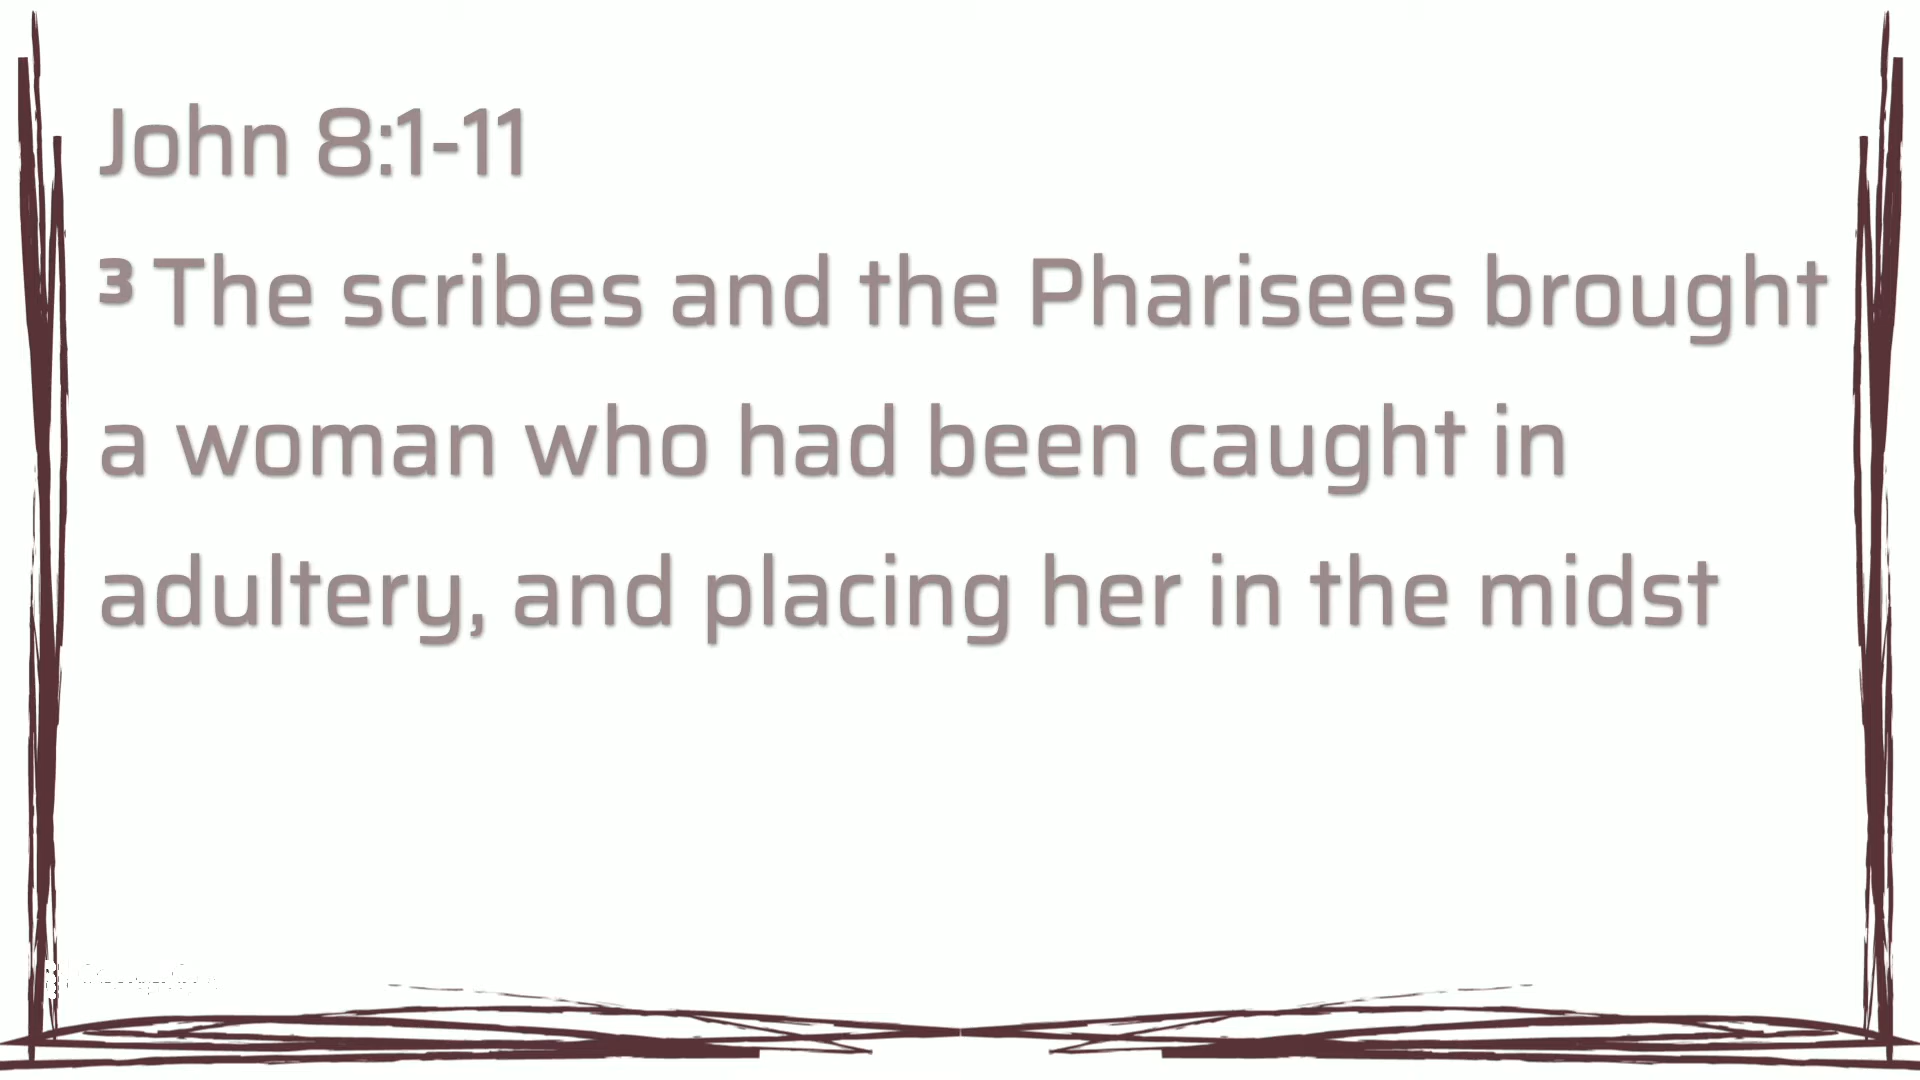 John 8:1-11
³ The scribes and the Pharisees brought
a woman who had been caught in
adultery, and placing her in the midst